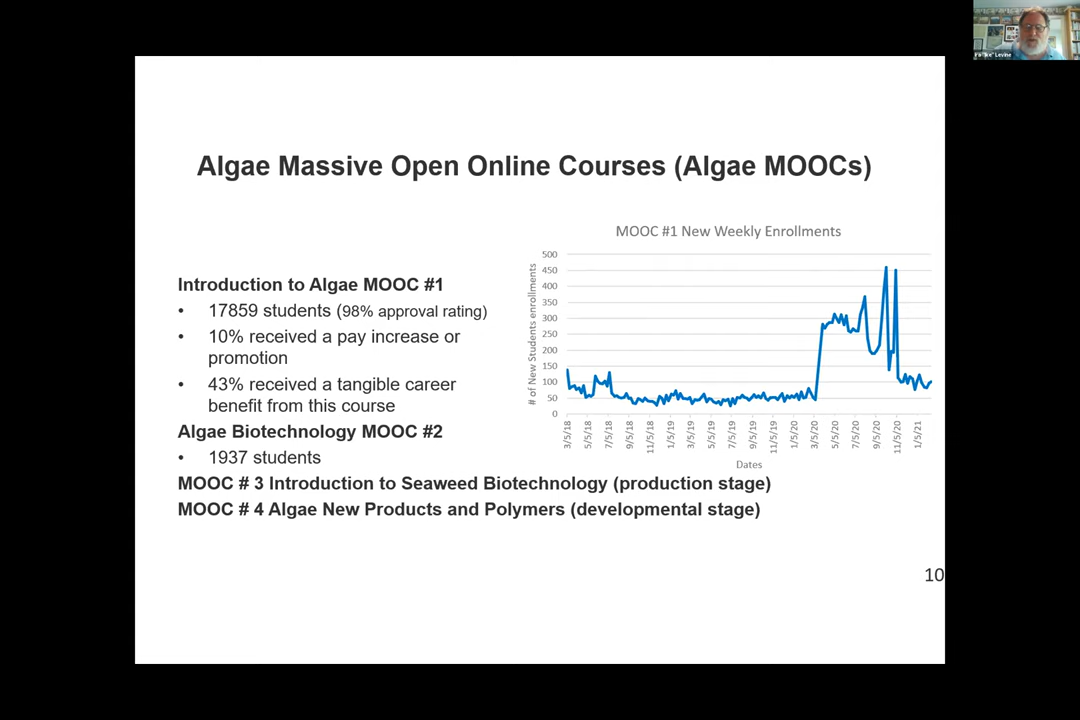 Algae Massive Open Online Courses (Algae MOOCs)
Introduction to Algae MOOC #1
• 17859 students (98% approval rating)
• 10% received a pay increase or
promotion
• 43% received a tangible career
benefit from this course
Algae Biotechnology MOOC #2
• 1937 students
MOOC # 3 Introduction to Seaweed Biotechnology (production stage)
MOOC # 4 Algae New Products and Polymers (developmental stage)
MOOC #1 New Weekly Enrollments
# of New Students enrollments
500
450
400
350
300
250
200
150
100
50
0
3/5/18
5/5/18
7/5/18
9/5/18
11/5/18
1/5/19
3/5/19
5/5/19
7/5/19
9/5/19
11/5/19
1/5/20
3/5/20
5/5/20
7/5/20
9/5/20
11/5/20
1/5/21
Dates
10
Levine